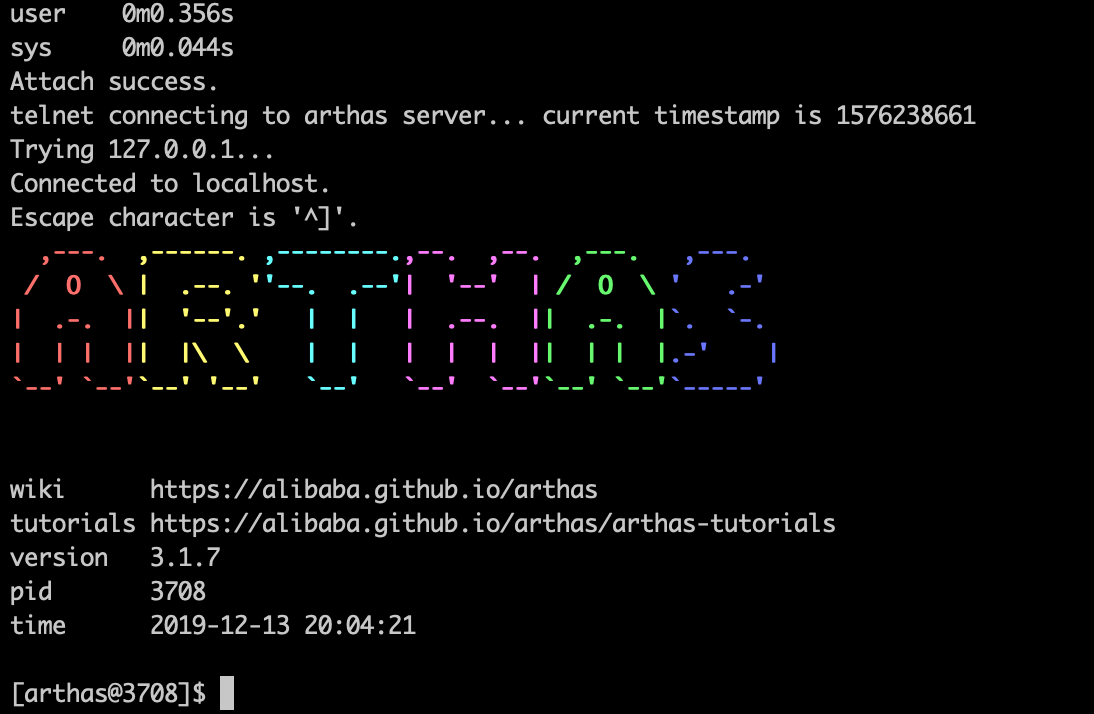 user    0m0.356s
sys     0m0.044s
Attach success.
telnet connecting to arthas server... current timestamp is 1576238661
Trying 127.0.0.1...
Connected to localhost.
Escape character is '^]'.
ARTHAS
wiki      https://alibaba.github.io/arthas
tutorials https://alibaba.github.io/arthas/arthas-tutorials
version   3.1.7
pid       3708
time      2019-12-13 20:04:21
[arthas@3708]$